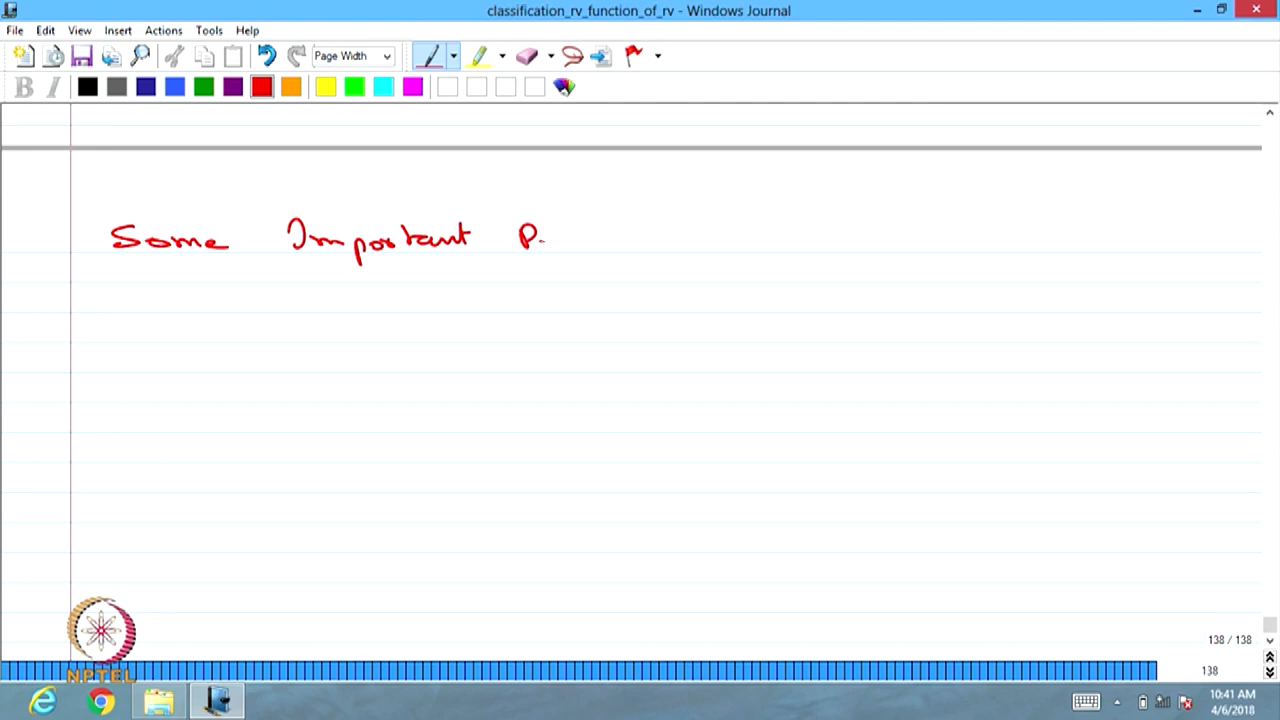 classification_rv_function_of_rv - Windows Journal
File Edit View Insert Actions Tools Help
Page Width
B I
Some Important P.
138 / 138
138
NPTEL
10:41 AM
4/6/2018